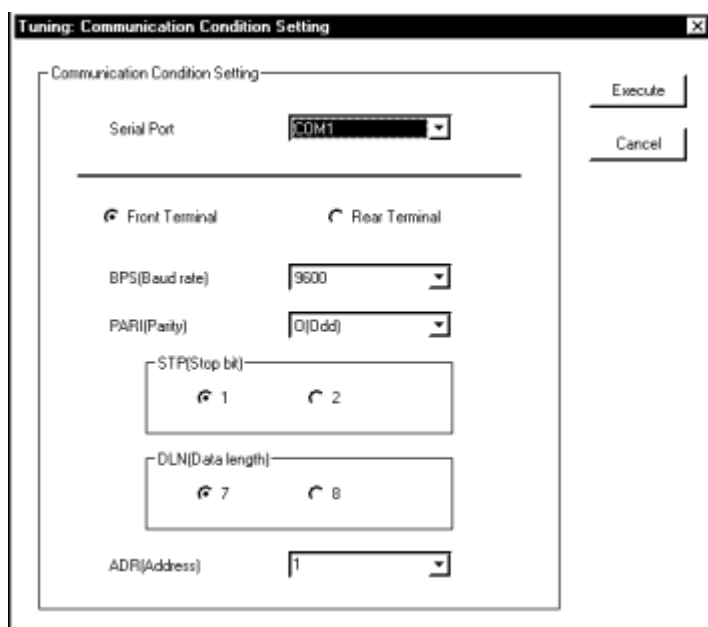 Tuning: Communication Condition Setting
Communication Condition Setting
Execute
Serial Port COM1
Cancel
Front Terminal Rear Terminal
BPS(Baud rate) 9600
PARI(Parity) O(Odd)
STP(Stop bit)
1 2
DLN(Data length)
7 8
ADR(Address) 1